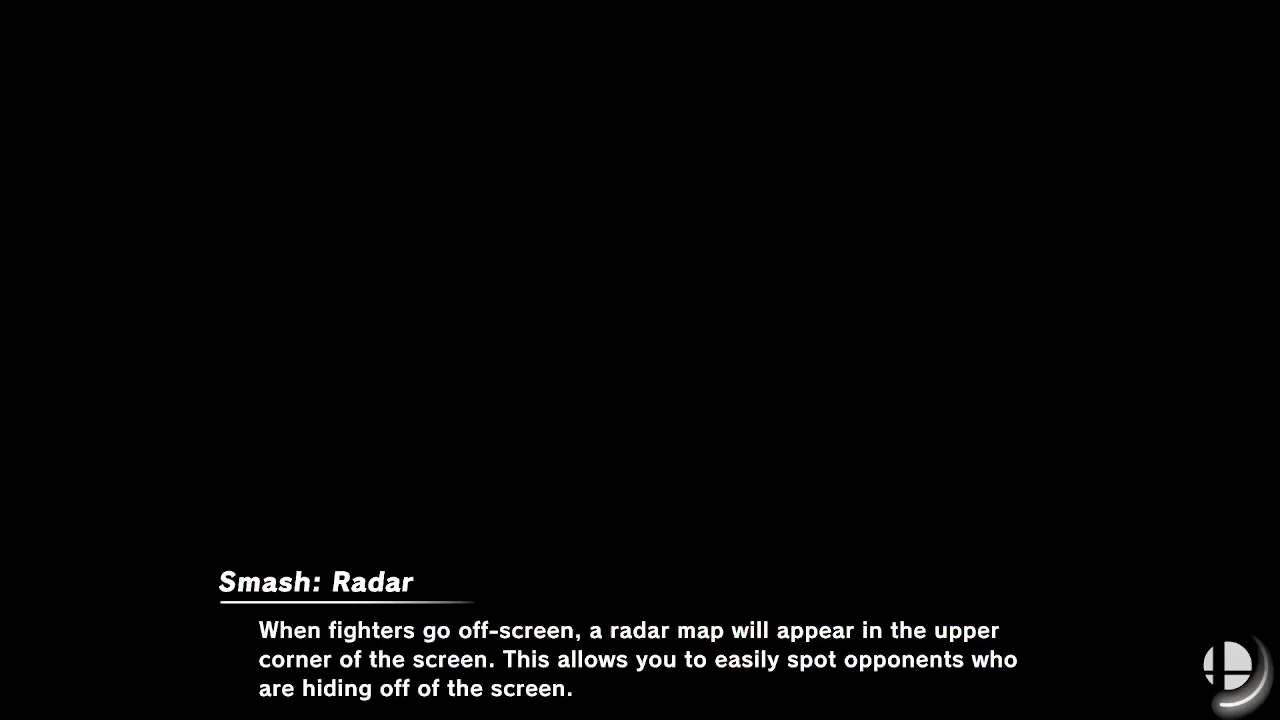 Smash: Radar
When fighters go off-screen, a radar map will appear in the upper
corner of the screen. This allows you to easily spot opponents who
are hiding off of the screen.